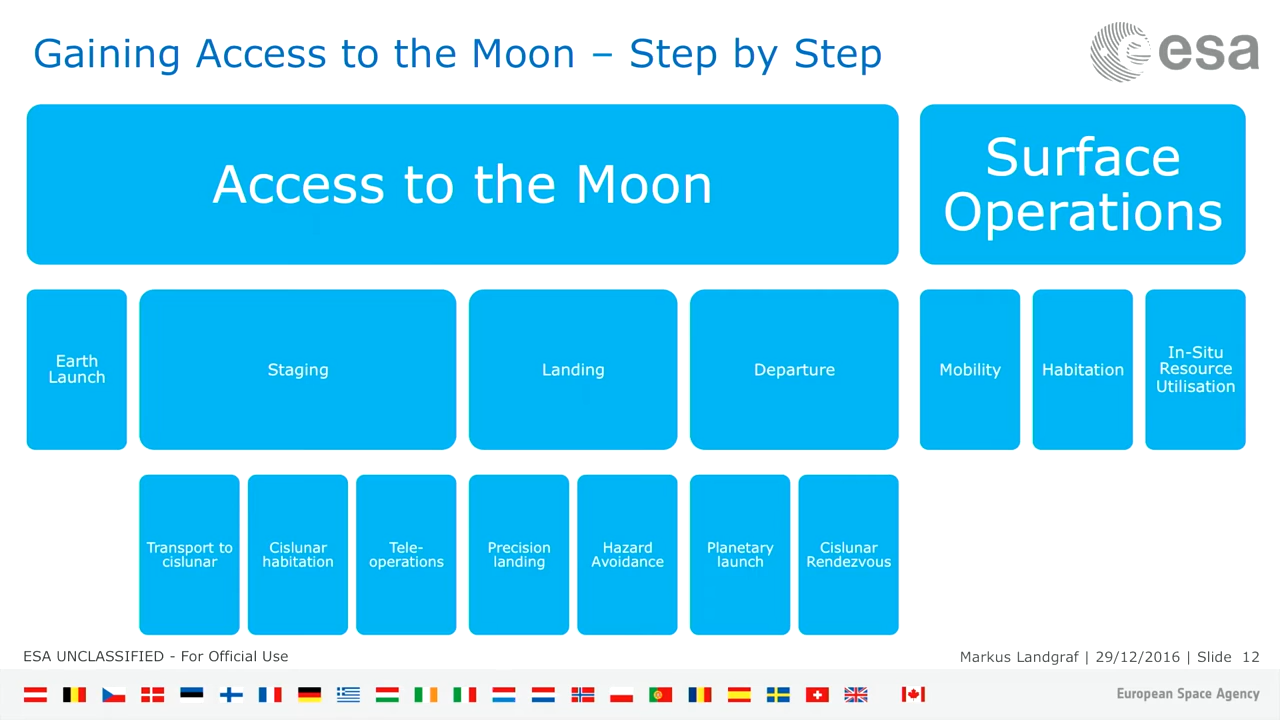 Gaining Access to the Moon – Step by Step
esa
Access to the Moon
Surface
Operations
Earth
Launch
Staging
Landing
Departure
Mobility
Habitation
In-Situ
Resource
Utilisation
Transport to
cislunar
Cislunar
habitation
Tele-
operations
Precision
landing
Hazard
Avoidance
Planetary
launch
Cislunar
Rendezvous
ESA UNCLASSIFIED - For Official Use
Markus Landgraf | 29/12/2016 | Slide 12
European Space Agency